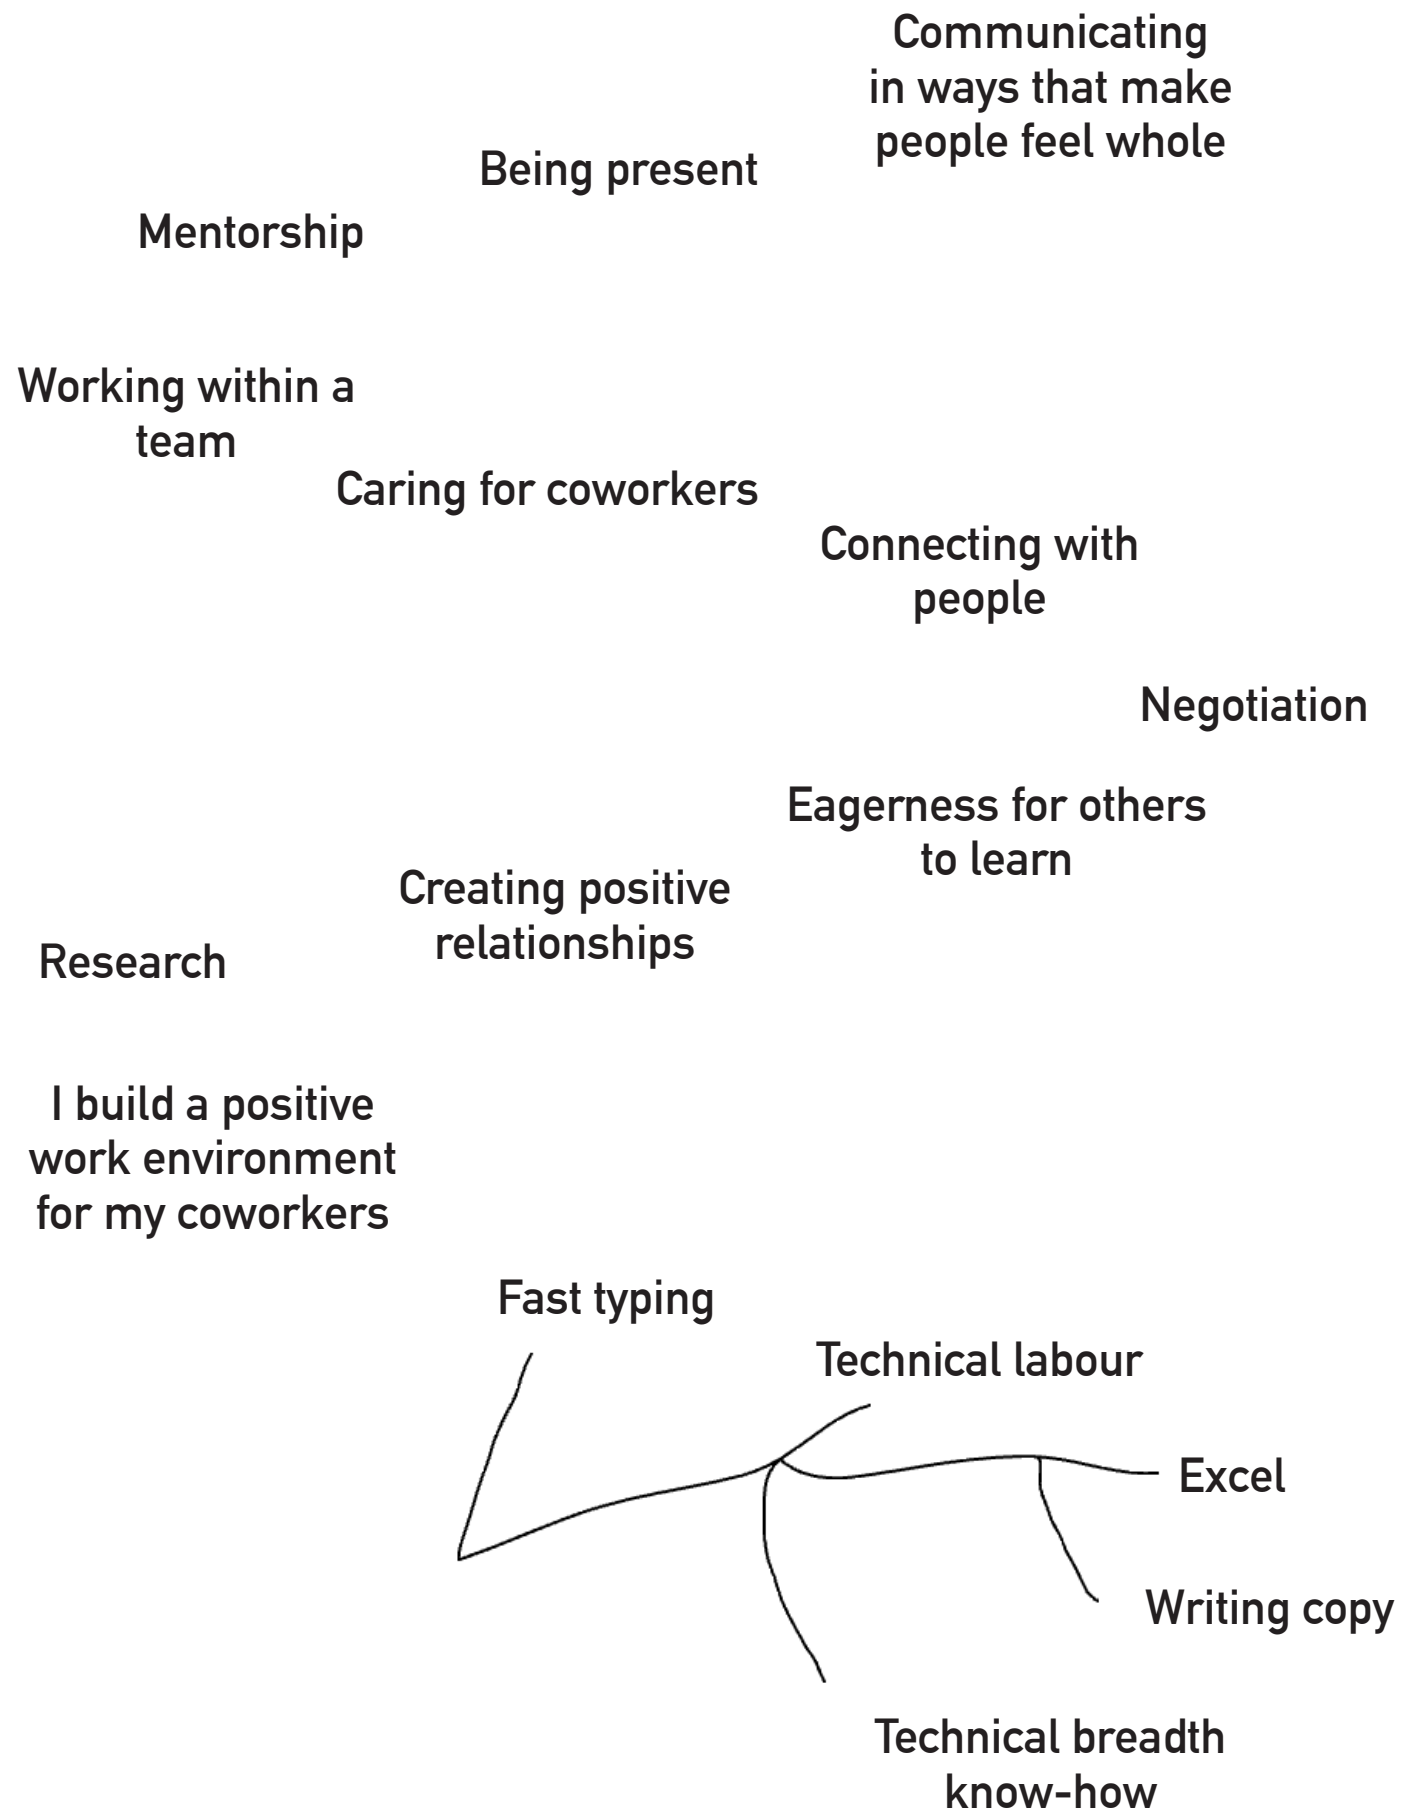 Communicating
in ways that make
people feel whole
Being present
Mentorship
Working within a
team
Caring for coworkers
Connecting with
people
Negotiation
Eagerness for others
to learn
Creating positive
relationships
Research
I build a positive
work environment
for my coworkers
Fast typing
Technical labour
Excel
Writing copy
Technical breadth
know-how